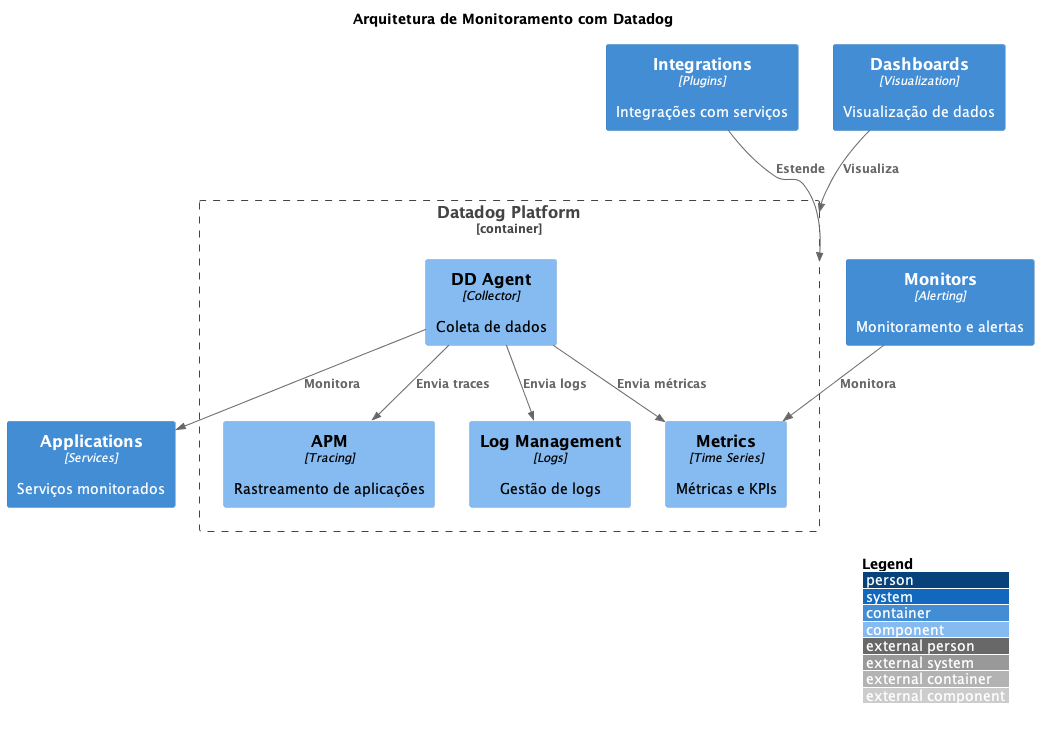 Arquitetura de Monitoramento com Datadog
Integrations
[Plugins]
Integrações com serviços
Dashboards
[Visualization]
Visualização de dados
Estende
Visualiza
Datadog Platform
[container]
DD Agent
[Collector]
Coleta de dados
Monitors
[Alerting]
Monitoramento e alertas
Monitora
Envia traces
Envia logs
Envia métricas
Monitora
Applications
[Services]
Serviços monitorados
APM
[Tracing]
Rastreamento de aplicações
Log Management
[Logs]
Gestão de logs
Metrics
[Time Series]
Métricas e KPIs
Legend
person
system
container
component
external person
external system
external container
external component